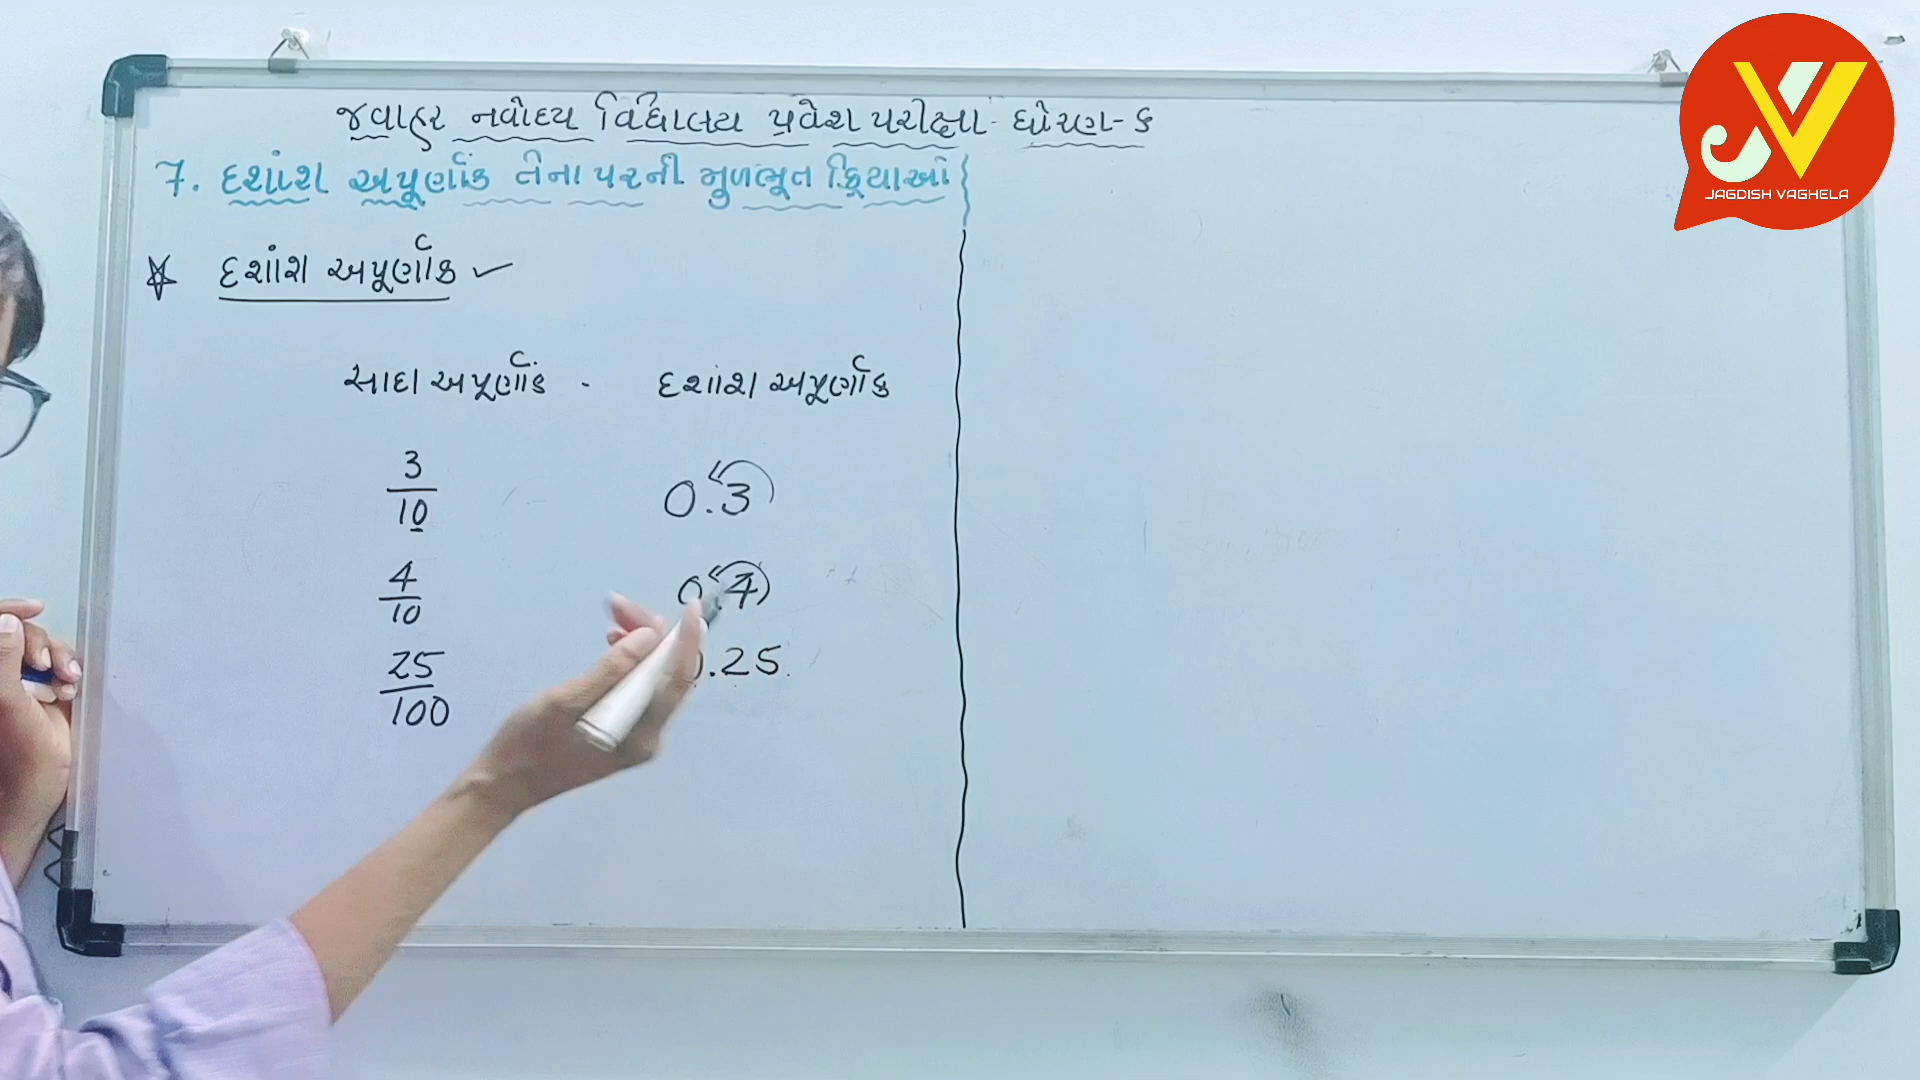 જવાહર નવોદય વિદ્યાલય પ્રવેશ પરીક્ષા - ધોરણ - ૬
7. દશાંશ અપૂર્ણાંક તેના પરની મુળભૂત ક્રિયાઓ
દશાંશ અપૂર્ણાંક ✓
સાદા અપૂર્ણાંક - દશાંશ અપૂર્ણાંક
3/10 0.3
4/10 0.4
25/100 0.25
JAGDISH VAGHELA